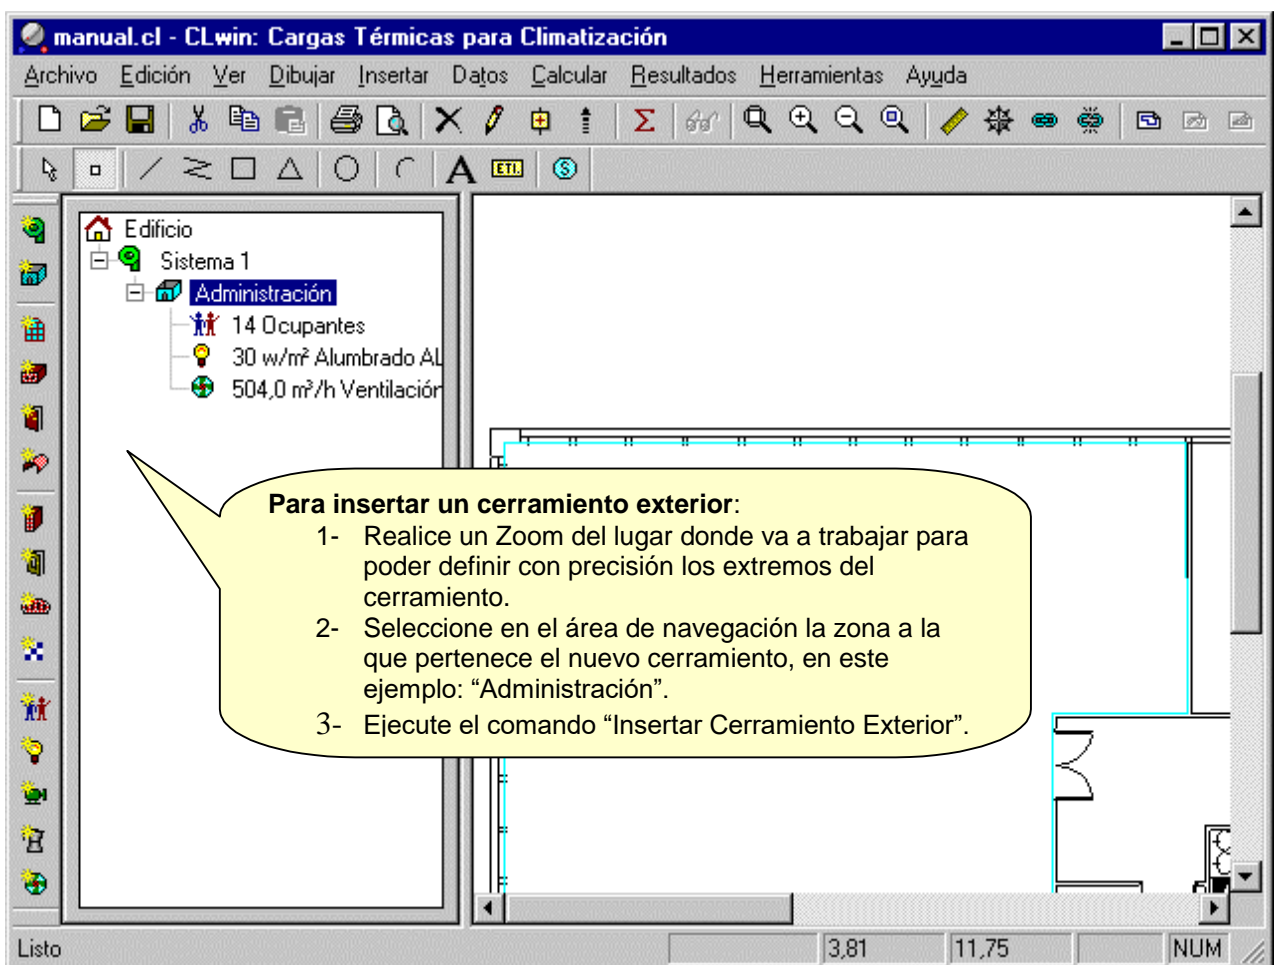 manual.cl - CLwin: Cargas Térmicas para Climatización
Archivo Edición Ver Dibujar Insertar Datos Calcular Resultados Herramientas Ayuda
A ETI. S
Edificio
Sistema 1
Administración
14 Ocupantes
30 w/m² Alumbrado AL
504,0 m³/h Ventilación
Para insertar un cerramiento exterior:
1- Realice un Zoom del lugar donde va a trabajar para
poder definir con precisión los extremos del
cerramiento.
2- Seleccione en el área de navegación la zona a la
que pertenece el nuevo cerramiento, en este
ejemplo: “Administración”.
3- Ejecute el comando “Insertar Cerramiento Exterior”.
Listo 3,81 11,75 NUM